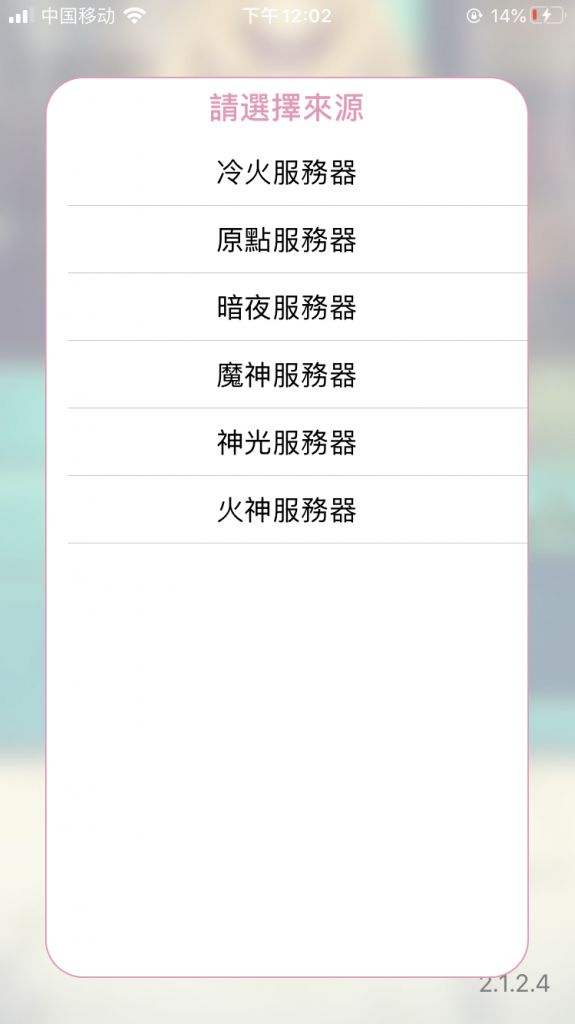 中国移动 下午12:02 14%
請選擇來源
冷火服務器
原點服務器
暗夜服務器
魔神服務器
神光服務器
火神服務器
2.1.2.4